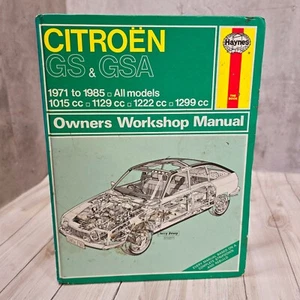 CITROËN
Haynes
GS & GSA
1971 to 1985 □ All models
1015 cc □ 1129 cc □ 1222 cc □ 1299 cc
Owners Workshop Manual